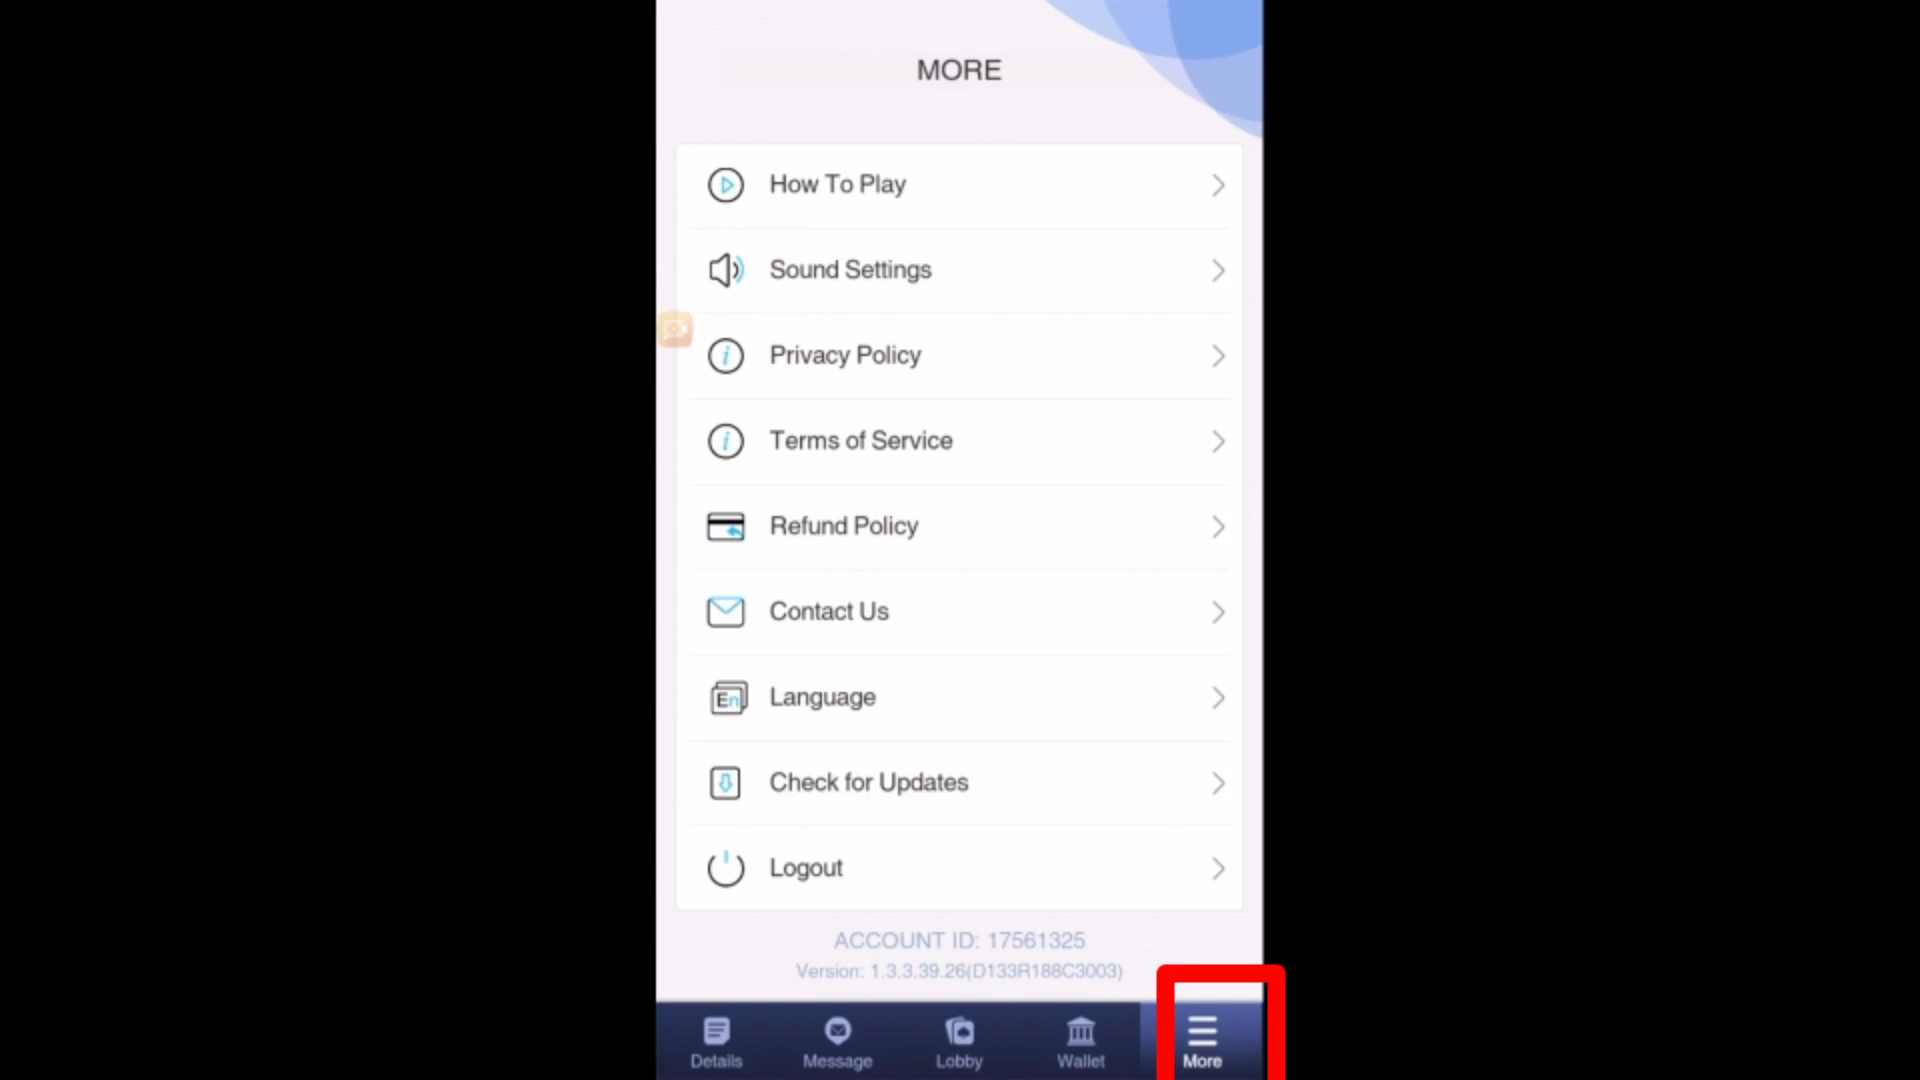 MORE
How To Play
Sound Settings
Privacy Policy
Terms of Service
Refund Policy
Contact Us
En Language
Check for Updates
Logout
ACCOUNT ID: 17561325
Version: 1.3.3.39.26(D133R188C3003)
Details Message Lobby Wallet More